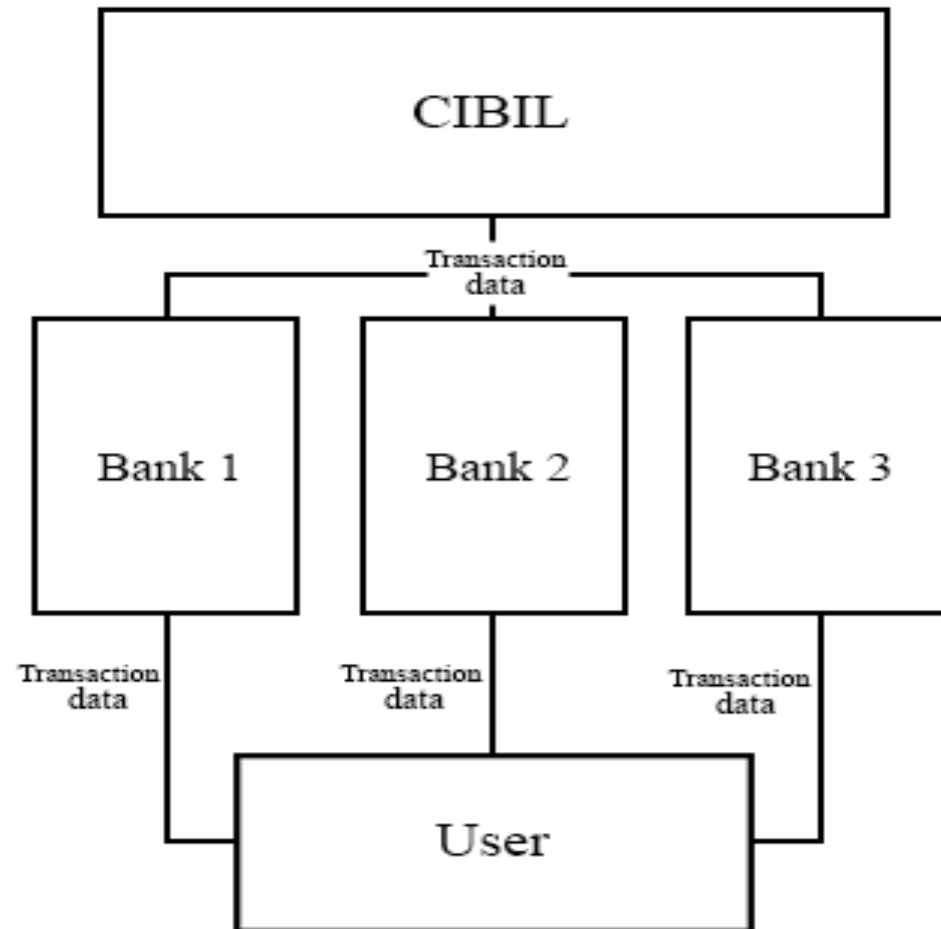 CIBIL
Transaction
data
Bank 1
Bank 2
Bank 3
Transaction
data
Transaction
data
Transaction
data
User